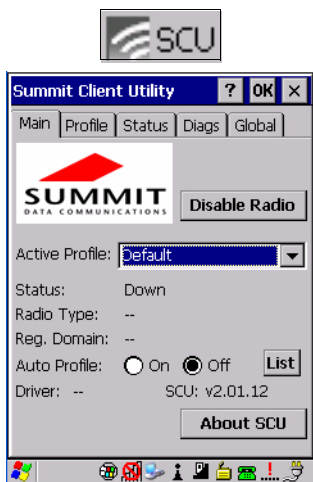 SCU
Summit Client Utility ? OK ×
Main Profile Status Diags Global
SUMMIT
DATA COMMUNICATIONS
Disable Radio
Active Profile: Default
Status: Down
Radio Type: --
Reg. Domain: --
Auto Profile: On Off List
Driver: -- SCU: v2.01.12
About SCU